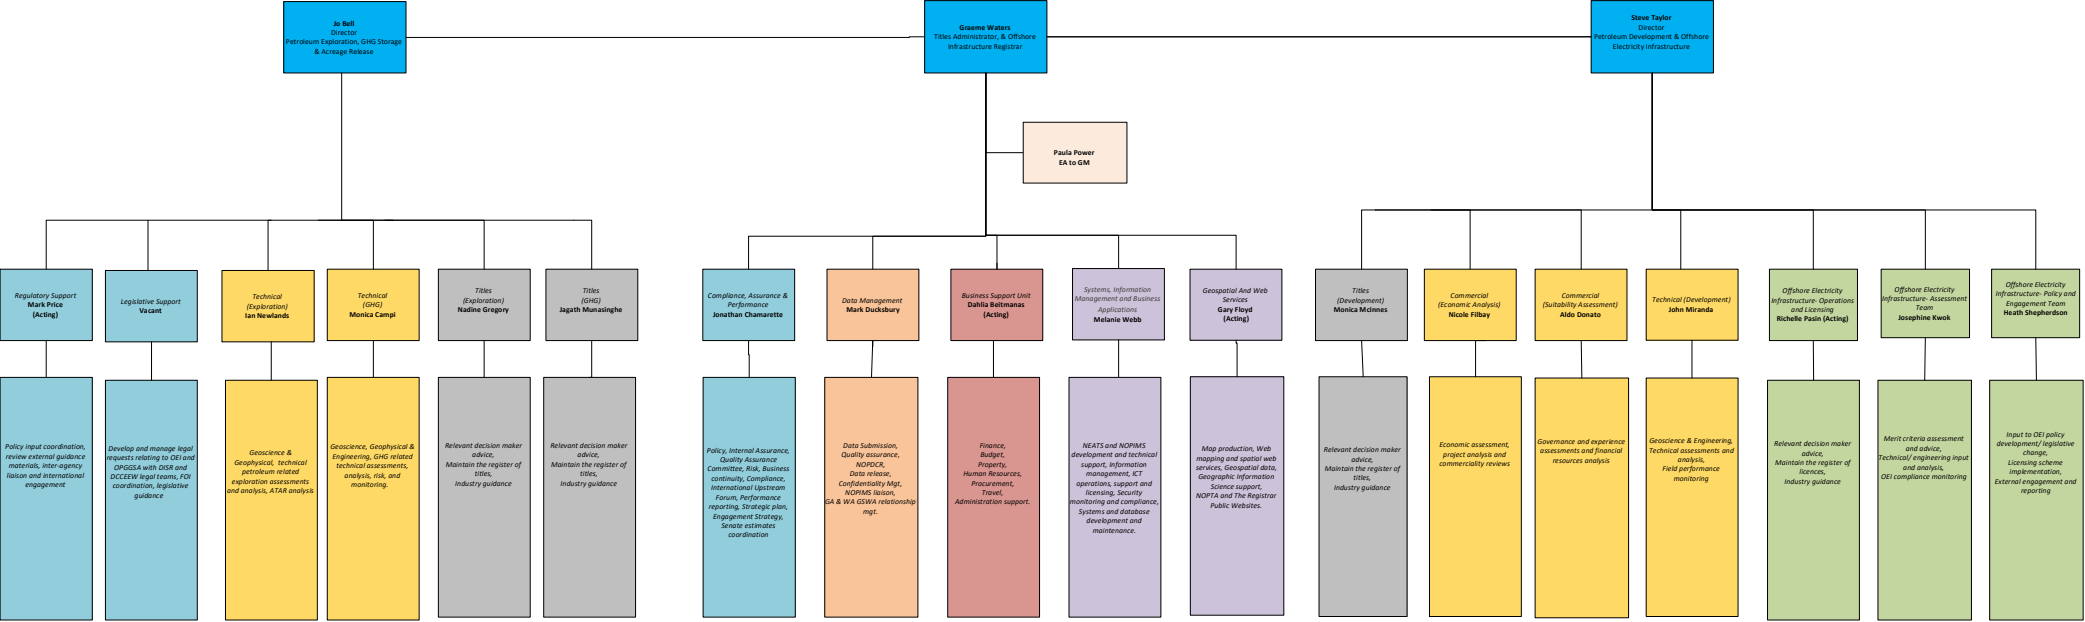 Jo Bell
Director
Petroleum Exploration, GHG Storage
& Acreage Release
Graeme Waters
Titles Administrator, & Offshore
Infrastructure Registrar
Steve Taylor
Director
Petroleum Development & Offshore
Electricity Infrastructure
Paula Power
EA to GM
Regulatory Support
Mark Price
(Acting)
Legislative Support
Vacant
Technical
(Exploration)
Ian Newlands
Technical
(GHG)
Monica Campi
Titles
(Exploration)
Nadine Gregory
Titles
(GHG)
Jagath Munasinghe
Compliance, Assurance &
Performance
Jonathan Chamarette
Data Management
Mark Ducksbury
Business Support Unit
Dahlia Beitmanas
(Acting)
Systems, Information
Management and Business
Applications
Melanie Webb
Geospatial And Web
Services
Gary Floyd
(Acting)
Titles
(Development)
Monica McInnes
Commercial
(Economic Analysis)
Nicole Filbay
Commercial
(Suitability Assessment)
Aldo Donato
Technical (Development)
John Miranda
Offshore Electricity
Infrastructure- Operations
and Licensing
Richelle Pasin (Acting)
Offshore Electricity
Infrastructure- Assessment
Team
Josephine Kwok
Offshore Electricity
Infrastructure- Policy and
Engagement Team
Heath Shepherdson
Policy input coordination,
review external guidance
materials, inter-agency
liaison and international
engagement
Develop and manage legal
requests relating to OEI and
OPGGSA with DISR and
DCCEEW legal teams, FOI
coordination, legislative
guidance
Geoscience &
Geophysical, technical
petroleum related
exploration assessments
and analysis, ATAR analysis
Geoscience, Geophysical &
Engineering, GHG related
technical assessments,
analysis, risk, and
monitoring.
Relevant decision maker
advice,
Maintain the register of
titles,
Industry guidance
Relevant decision maker
advice,
Maintain the register of
titles,
Industry guidance
Policy, Internal Assurance,
Quality Assurance
Committee, Risk, Business
continuity, Compliance,
International Upstream
Forum, Performance
reporting, Strategic plan,
Engagement Strategy,
Senate estimates
coordination
Data Submission,
Quality assurance,
NOPDCR,
Data release,
Confidentiality Mgt,
NOPIMS liaison,
GA & WA GSWA relationship
mgt.
Finance,
Budget,
Property,
Human Resources,
Procurement,
Travel,
Administration support.
NEATS and NOPIMS
development and technical
support, Information
management, ICT
operations, support and
licensing, Security
monitoring and compliance,
Systems and database
development and
maintenance.
Map production, Web
mapping and spatial web
services, Geospatial data,
Geographic Information
Science support,
NOPTA and The Registrar
Public Websites.
Relevant decision maker
advice,
Maintain the register of
titles,
Industry guidance
Economic assessment,
project analysis and
commerciality reviews
Governance and experience
assessments and financial
resources analysis
Geoscience & Engineering,
Technical assessments and
analysis,
Field performance
monitoring
Relevant decision maker
advice,
Maintain the register of
licences,
Industry guidance
Merit criteria assessment
and advice,
Technical/ engineering input
and analysis,
OEI compliance monitoring
Input to OEI policy
development/ legislative
change,
Licensing scheme
implementation,
External engagement and
reporting